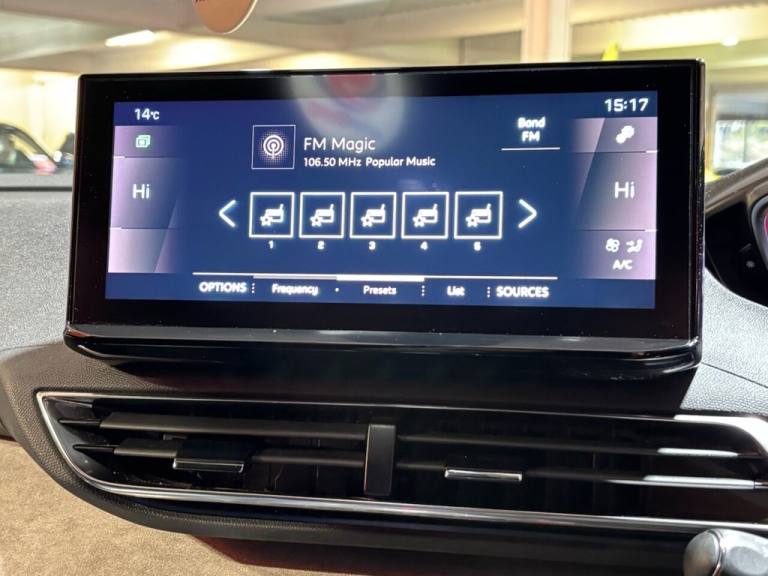 14°C
15:17
Band
FM
FM Magic
106.50 MHz Popular Music
Hi
Hi
1 2 3 4 5
A/C
OPTIONS Frequency Presets List SOURCES